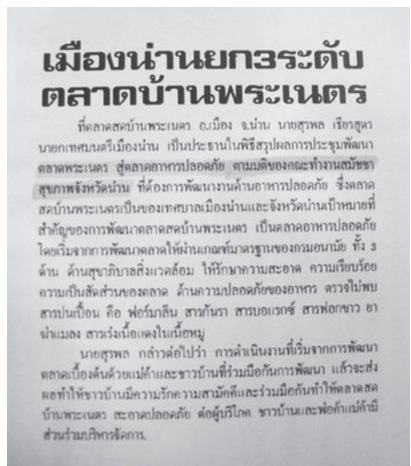 เมืองน่านยก3ระดับ
ตลาดบ้านพระเนตร
ที่ตลาดสดบ้านพระเนตร อ.เมือง จ.น่าน นายสุรพล เธียรสูตร
นายกเทศมนตรีเมืองน่าน เป็นประธานในพิธีสรุปผลการประชุมพัฒนา
ตลาดพระเนตร สู่ตลาดอาหารปลอดภัย ตามมติของคณะทำงานสมัชชา
สุขภาพจังหวัดน่าน ที่ต้องการพัฒนางานด้านอาหารปลอดภัย ซึ่งตลาด
สดบ้านพระเนตรเป็นของเทศบาลเมืองน่านและจังหวัดน่านเป้าหมายที่
สำคัญของการพัฒนาตลาดสดบ้านพระเนตร เป็นตลาดอาหารปลอดภัย
โดยเริ่มจากการพัฒนาตลาดให้ผ่านเกณฑ์มาตรฐานของกรมอนามัย ทั้ง 3
ด้าน ด้านสุขาภิบาลสิ่งแวดล้อม ให้รักษาความสะอาด ความเรียบร้อย
ความเป็นสัดส่วนของตลาด ด้านความปลอดภัยของอาหาร ตรวจไม่พบ
สารปนเปื้อน คือ ฟอร์มาลีน สารกันรา สารบอแรกซ์ สารฟอกขาว ยา
ฆ่าแมลง สารเร่งเนื้อแดงในเนื้อหมู
นายสุรพล กล่าวต่อไปว่า การดำเนินงานที่เริ่มจากการพัฒนา
ตลาดเบื้องต้นด้วยแม่ค้าและชาวบ้านที่ร่วมมือกันการพัฒนา แล้วจะส่ง
ผลทำให้ชาวบ้านมีความรักความสามัคคีและร่วมมือกันทำให้ตลาดสด
บ้านพระเนตร สะอาดปลอดภัย ต่อผู้บริโภค ชาวบ้านและพ่อค้าแม่ค้ามี
ส่วนร่วมบริหารจัดการ.